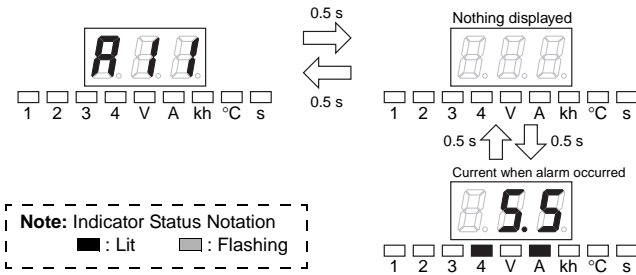 0.5 s
Nothing displayed
A11
0.5 s
1 2 3 4 V A kh °C s
1 2 3 4 V A kh °C s
0.5 s 0.5 s
Current when alarm occurred
5.5
Note: Indicator Status Notation
: Lit : Flashing
1 2 3 4 V A kh °C s